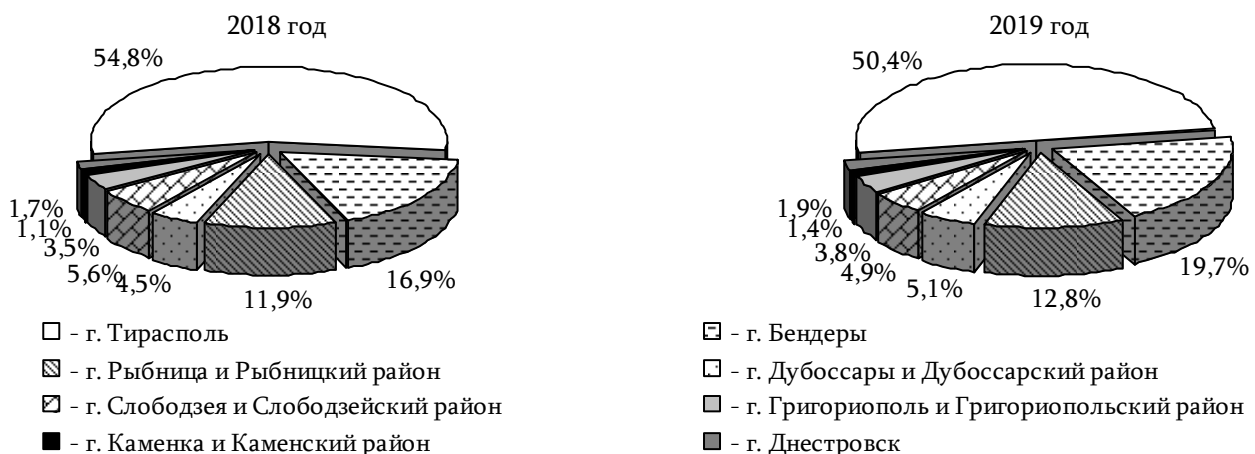 2018 год
54,8%
1,7%
1,1%
3,5%
5,6%
4,5%
11,9%
16,9%
2019 год
50,4%
1,9%
1,4%
3,8%
4,9%
5,1%
12,8%
19,7%
- г. Тирасполь
- г. Бендеры
- г. Рыбница и Рыбницкий район
- г. Дубоссары и Дубоссарский район
- г. Слободзея и Слободзейский район
- г. Григориополь и Григориопольский район
- г. Каменка и Каменский район
- г. Днестровск